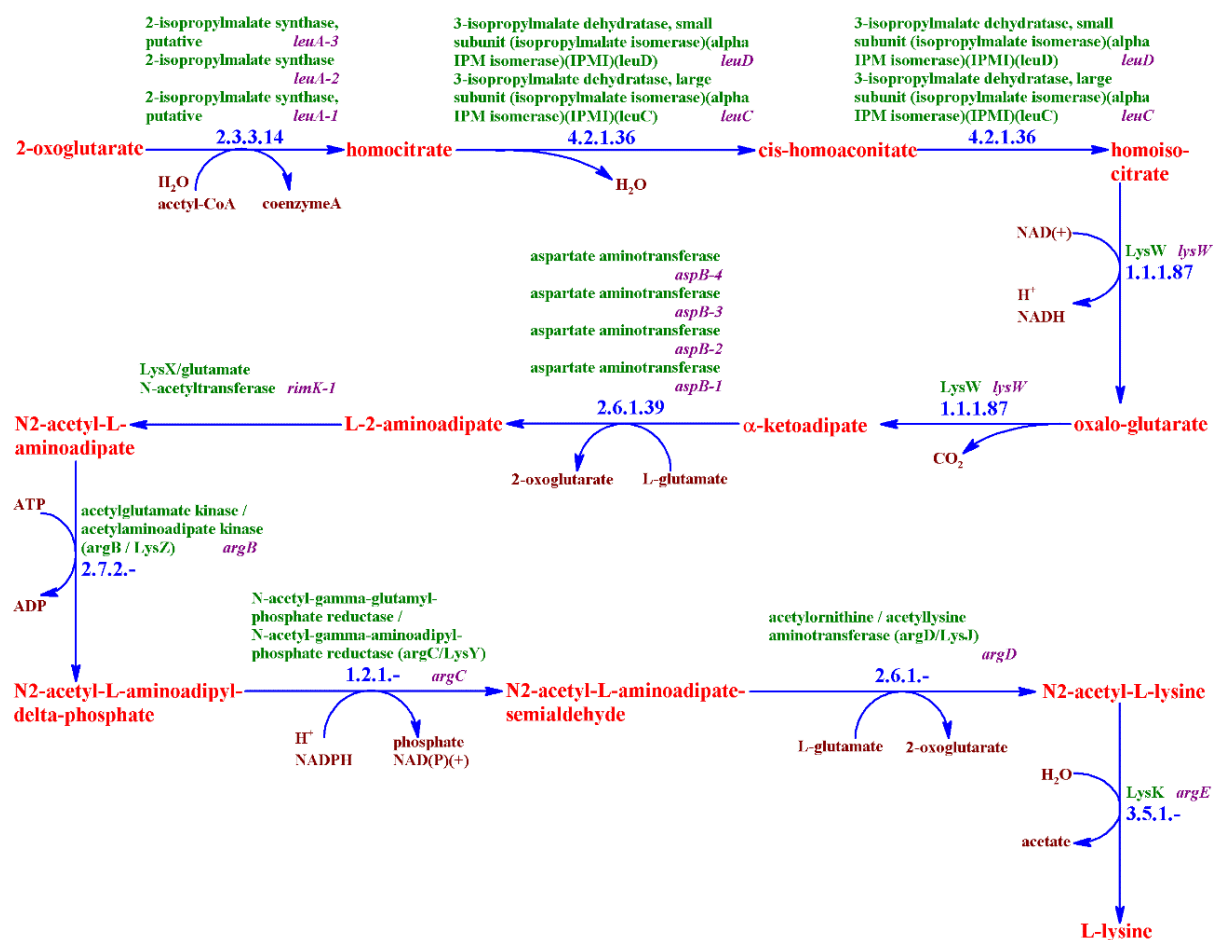 2-isopropylmalate synthase,
putative leuA-3
2-isopropylmalate synthase
leuA-2
2-isopropylmalate synthase,
putative leuA-1
2.3.3.14
3-isopropylmalate dehydratase, small
subunit (isopropylmalate isomerase)(alpha
IPM isomerase)(IPMI)(leuD) leuD
3-isopropylmalate dehydratase, large
subunit (isopropylmalate isomerase)(alpha
IPM isomerase)(IPMI)(leuC) leuC
4.2.1.36
3-isopropylmalate dehydratase, small
subunit (isopropylmalate isomerase)(alpha
IPM isomerase)(IPMI)(leuD) leuD
3-isopropylmalate dehydratase, large
subunit (isopropylmalate isomerase)(alpha
IPM isomerase)(IPMI)(leuC) leuC
4.2.1.36
2-oxoglutarate
homocitrate
cis-homoaconitate
homoiso-
citrate
H2O
acetyl-CoA
coenzymeA
H2O
NAD(+)
LysW lysW
1.1.1.87
H+
NADH
aspartate aminotransferase
aspB-4
aspartate aminotransferase
aspB-3
aspartate aminotransferase
aspB-2
aspartate aminotransferase
aspB-1
2.6.1.39
LysX/glutamate
N-acetyltransferase rimK-1
LysW lysW
1.1.1.87
N2-acetyl-L-
aminoadipate
L-2-aminoadipate
α-ketoadipate
oxalo-glutarate
2-oxoglutarate
L-glutamate
CO2
ATP
acetylglutamate kinase /
acetylaminoadipate kinase
(argB / LysZ) argB
2.7.2.-
ADP
N-acetyl-gamma-glutamyl-
phosphate reductase /
N-acetyl-gamma-aminoadipyl-
phosphate reductase (argC/LysY)
1.2.1.- argC
acetylornithine / acetyllysine
aminotransferase (argD/LysJ)
argD
2.6.1.-
N2-acetyl-L-aminoadipyl-
delta-phosphate
N2-acetyl-L-aminoadipate-
semialdehyde
N2-acetyl-L-lysine
H+
NADPH
phosphate
NAD(P)(+)
L-glutamate
2-oxoglutarate
H2O
LysK argE
3.5.1.-
acetate
L-lysine